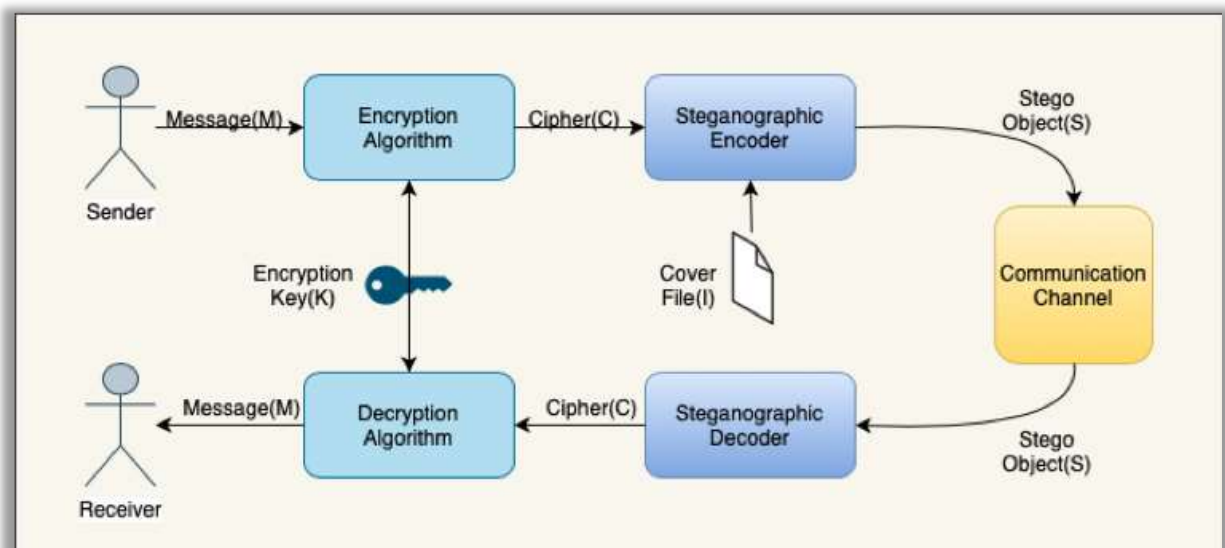 Message(M)
Encryption
Algorithm
Cipher(C)
Steganographic
Encoder
Stego
Object(S)
Sender
Encryption
Key(K)
Cover
File(I)
Communication
Channel
Message(M)
Decryption
Algorithm
Cipher(C)
Steganographic
Decoder
Stego
Object(S)
Receiver